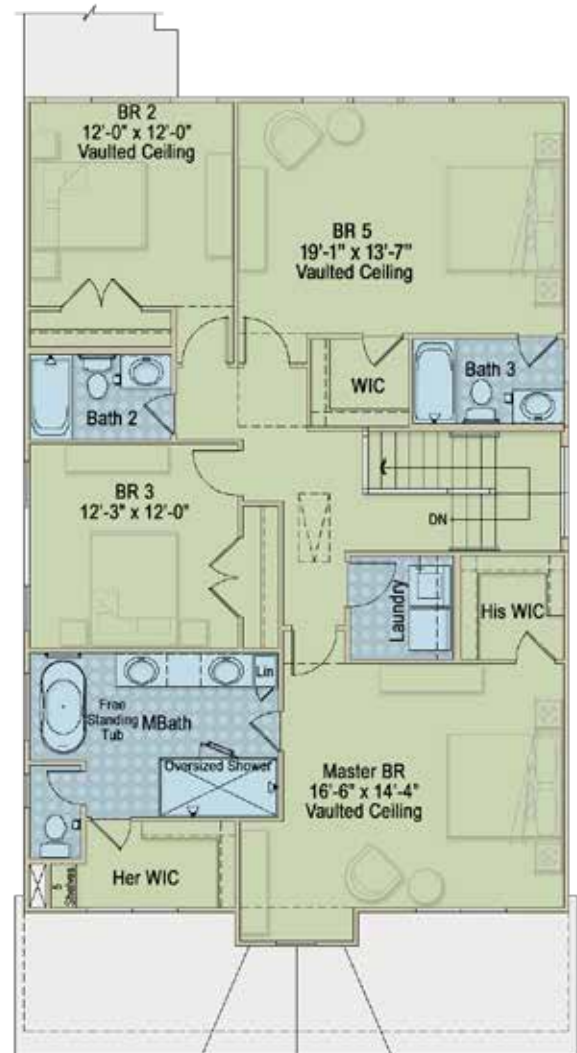 BR 2
12'-0" x 12'-0"
Vaulted Ceiling
BR 5
19'-1" x 13'-7"
Vaulted Ceiling
WIC
Bath 3
Bath 2
BR 3
12'-3" x 12'-0"
DN
Laundry
His WIC
Lin
Free
Standing
Tub
MBath
Oversized Shower
Master BR
16'-6" x 14'-4"
Vaulted Ceiling
Her WIC
5
Shelves